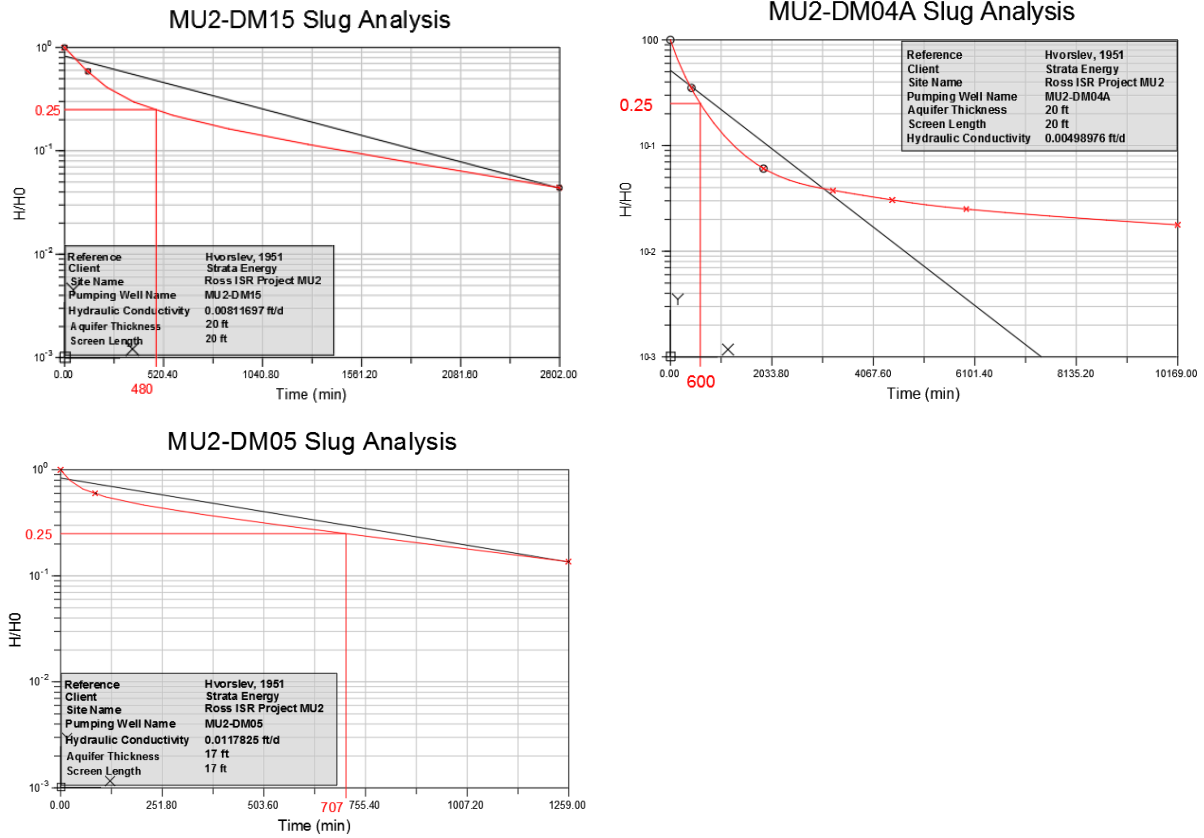 MU2-DM15 Slug Analysis
10^0
0.25
10^-1
H/H0
10^-2
10^-3
Reference Hvorslev, 1951
Client Strata Energy
Site Name Ross ISR Project MU2
Pumping Well Name MU2-DM15
Hydraulic Conductivity 0.00811697 ft/d
Aquifer Thickness 20 ft
Screen Length 20 ft
0.00 520.40 1040.80 1561.20 2081.60 2602.00
480
Time (min)
MU2-DM04A Slug Analysis
100
0.25
10-1
H/H0
10-2
10-3
Reference Hvorslev, 1951
Client Strata Energy
Site Name Ross ISR Project MU2
Pumping Well Name MU2-DM04A
Aquifer Thickness 20 ft
Screen Length 20 ft
Hydraulic Conductivity 0.00498976 ft/d
Y
X
0.00 2033.80 4067.60 6101.40 8135.20 10169.00
600
Time (min)
MU2-DM05 Slug Analysis
10^0
0.25
10^-1
H/H0
10^-2
10^-3
Reference Hvorslev, 1951
Client Strata Energy
Site Name Ross ISR Project MU2
Pumping Well Name MU2-DM05
Hydraulic Conductivity 0.0117825 ft/d
Aquifer Thickness 17 ft
Screen Length 17 ft
0.00 251.80 503.60 755.40 1007.20 1259.00
707
Time (min)